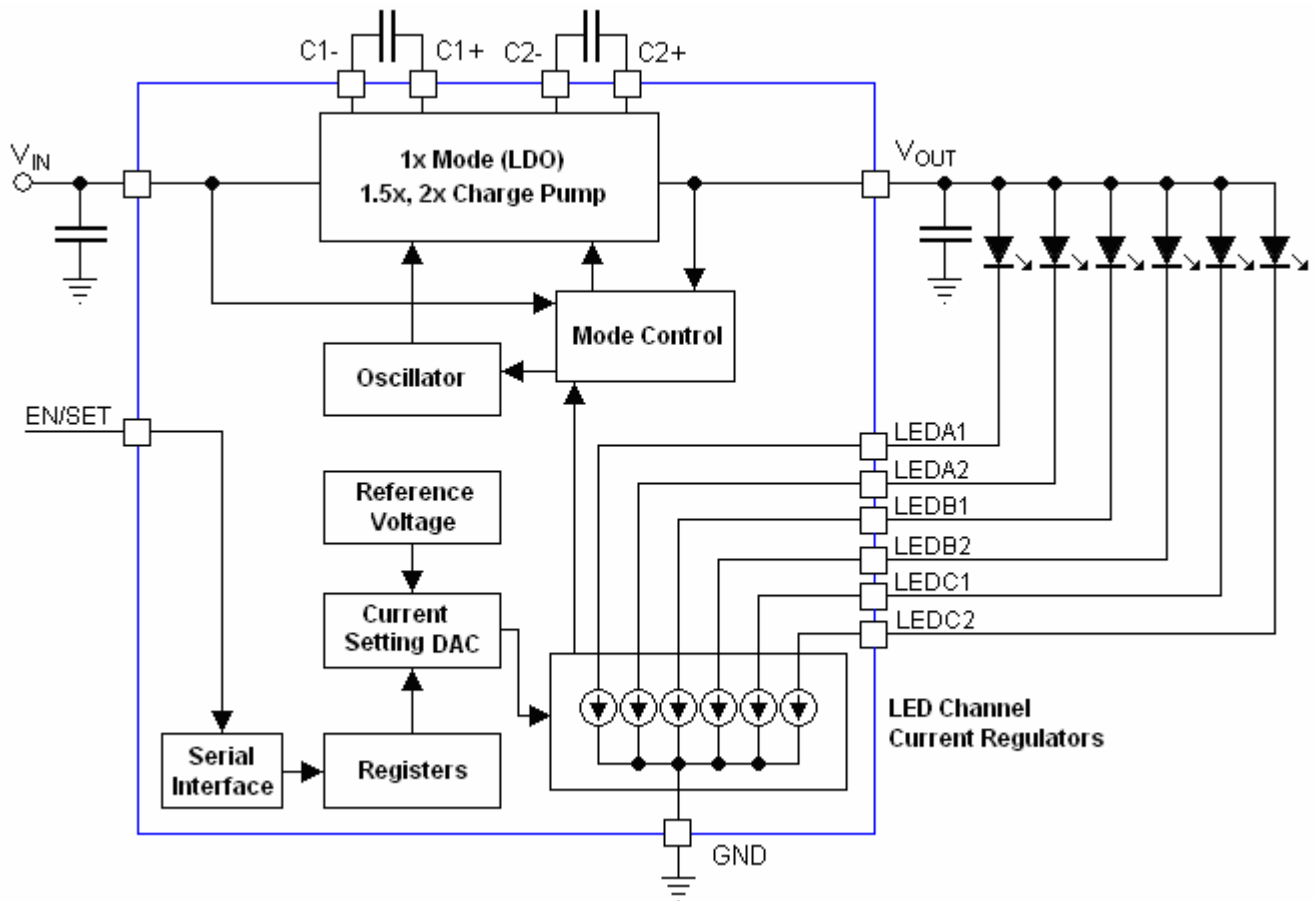 C1-
C1+
C2-
C2+
VIN
1x Mode (LDO)
1.5x, 2x Charge Pump
VOUT
Mode Control
Oscillator
EN/SET
LEDA1
LEDA2
Reference
Voltage
LEDB1
LEDB2
LEDC1
LEDC2
Current
Setting DAC
LED Channel
Current Regulators
Serial
Interface
Registers
GND